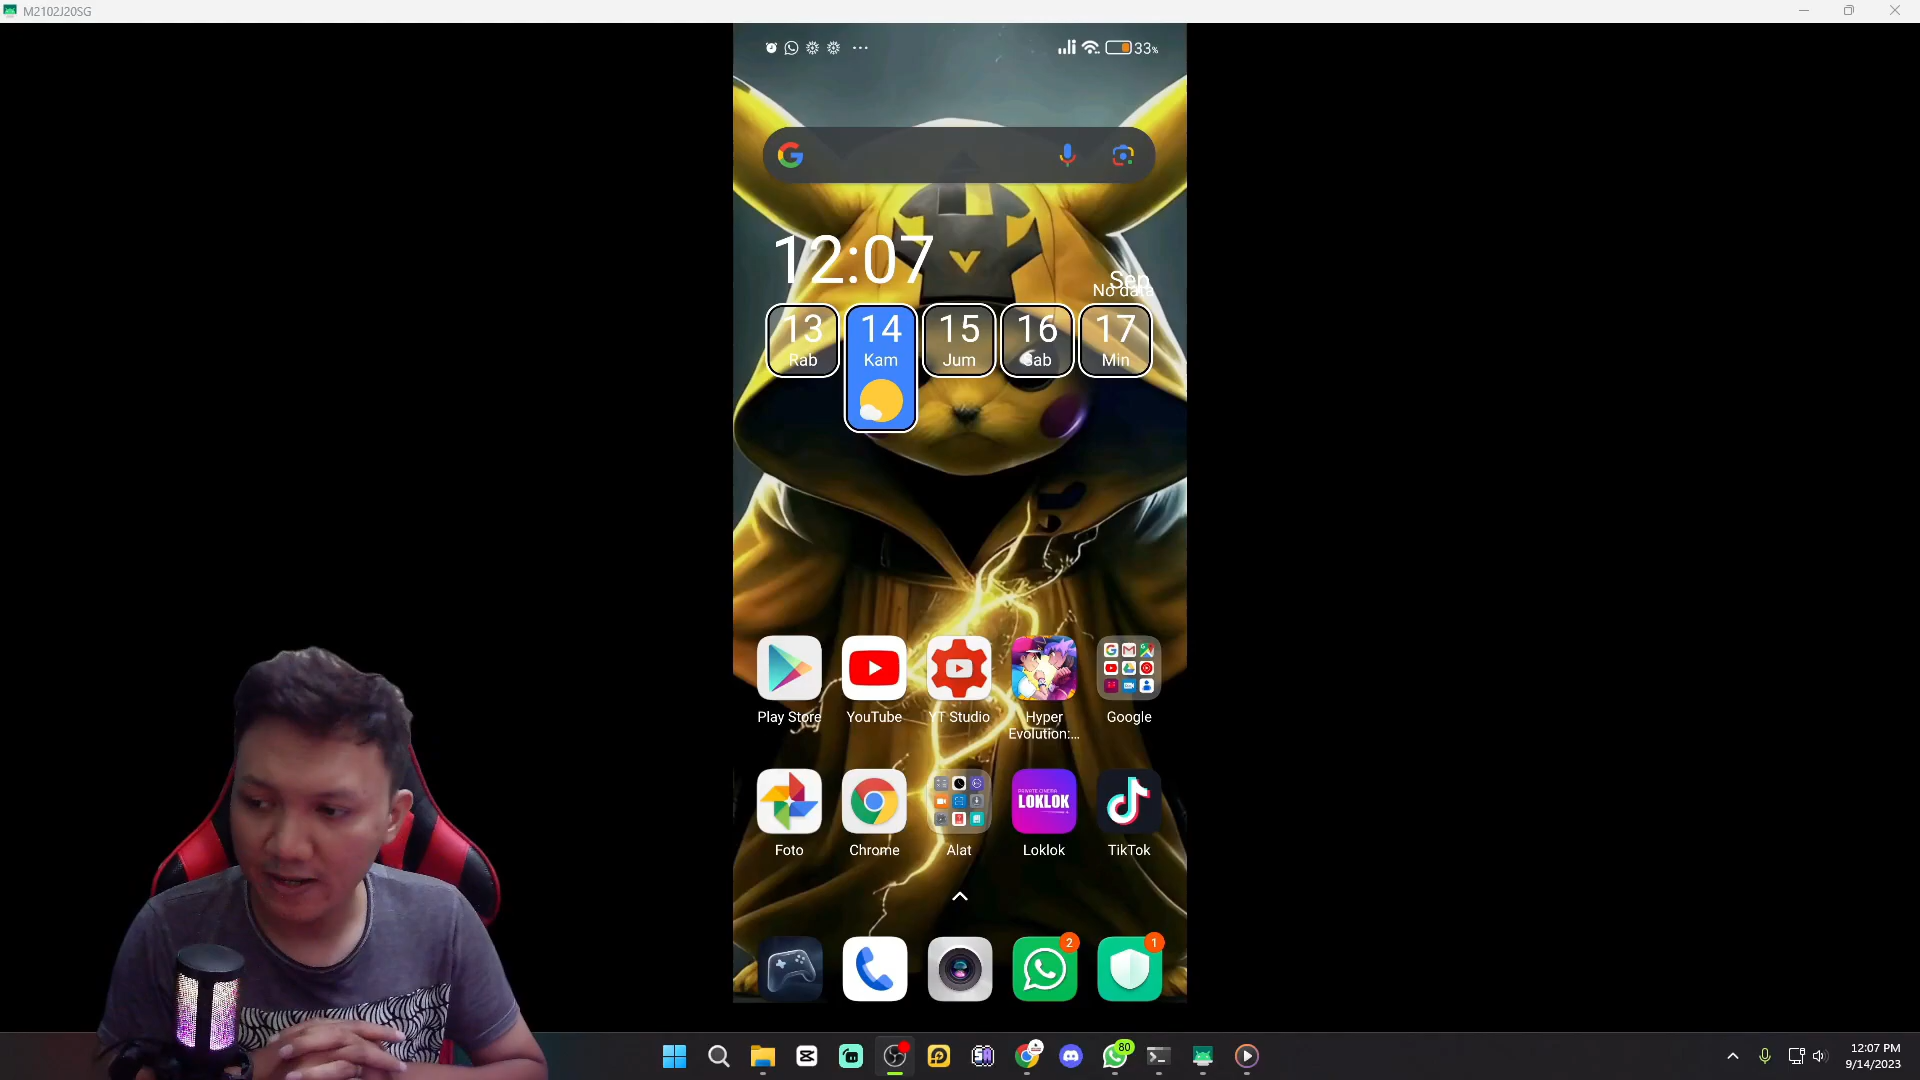 M2102J20SG
33%
12:07
Sep
No data
13 14 15 16 17
Rab Kam Jum Sab Min
Play Store YouTube YT Studio Hyper Evolution:... Google
LOKLOK
Foto Chrome Alat Loklok TikTok
2 1
80
12:07 PM
9/14/2023